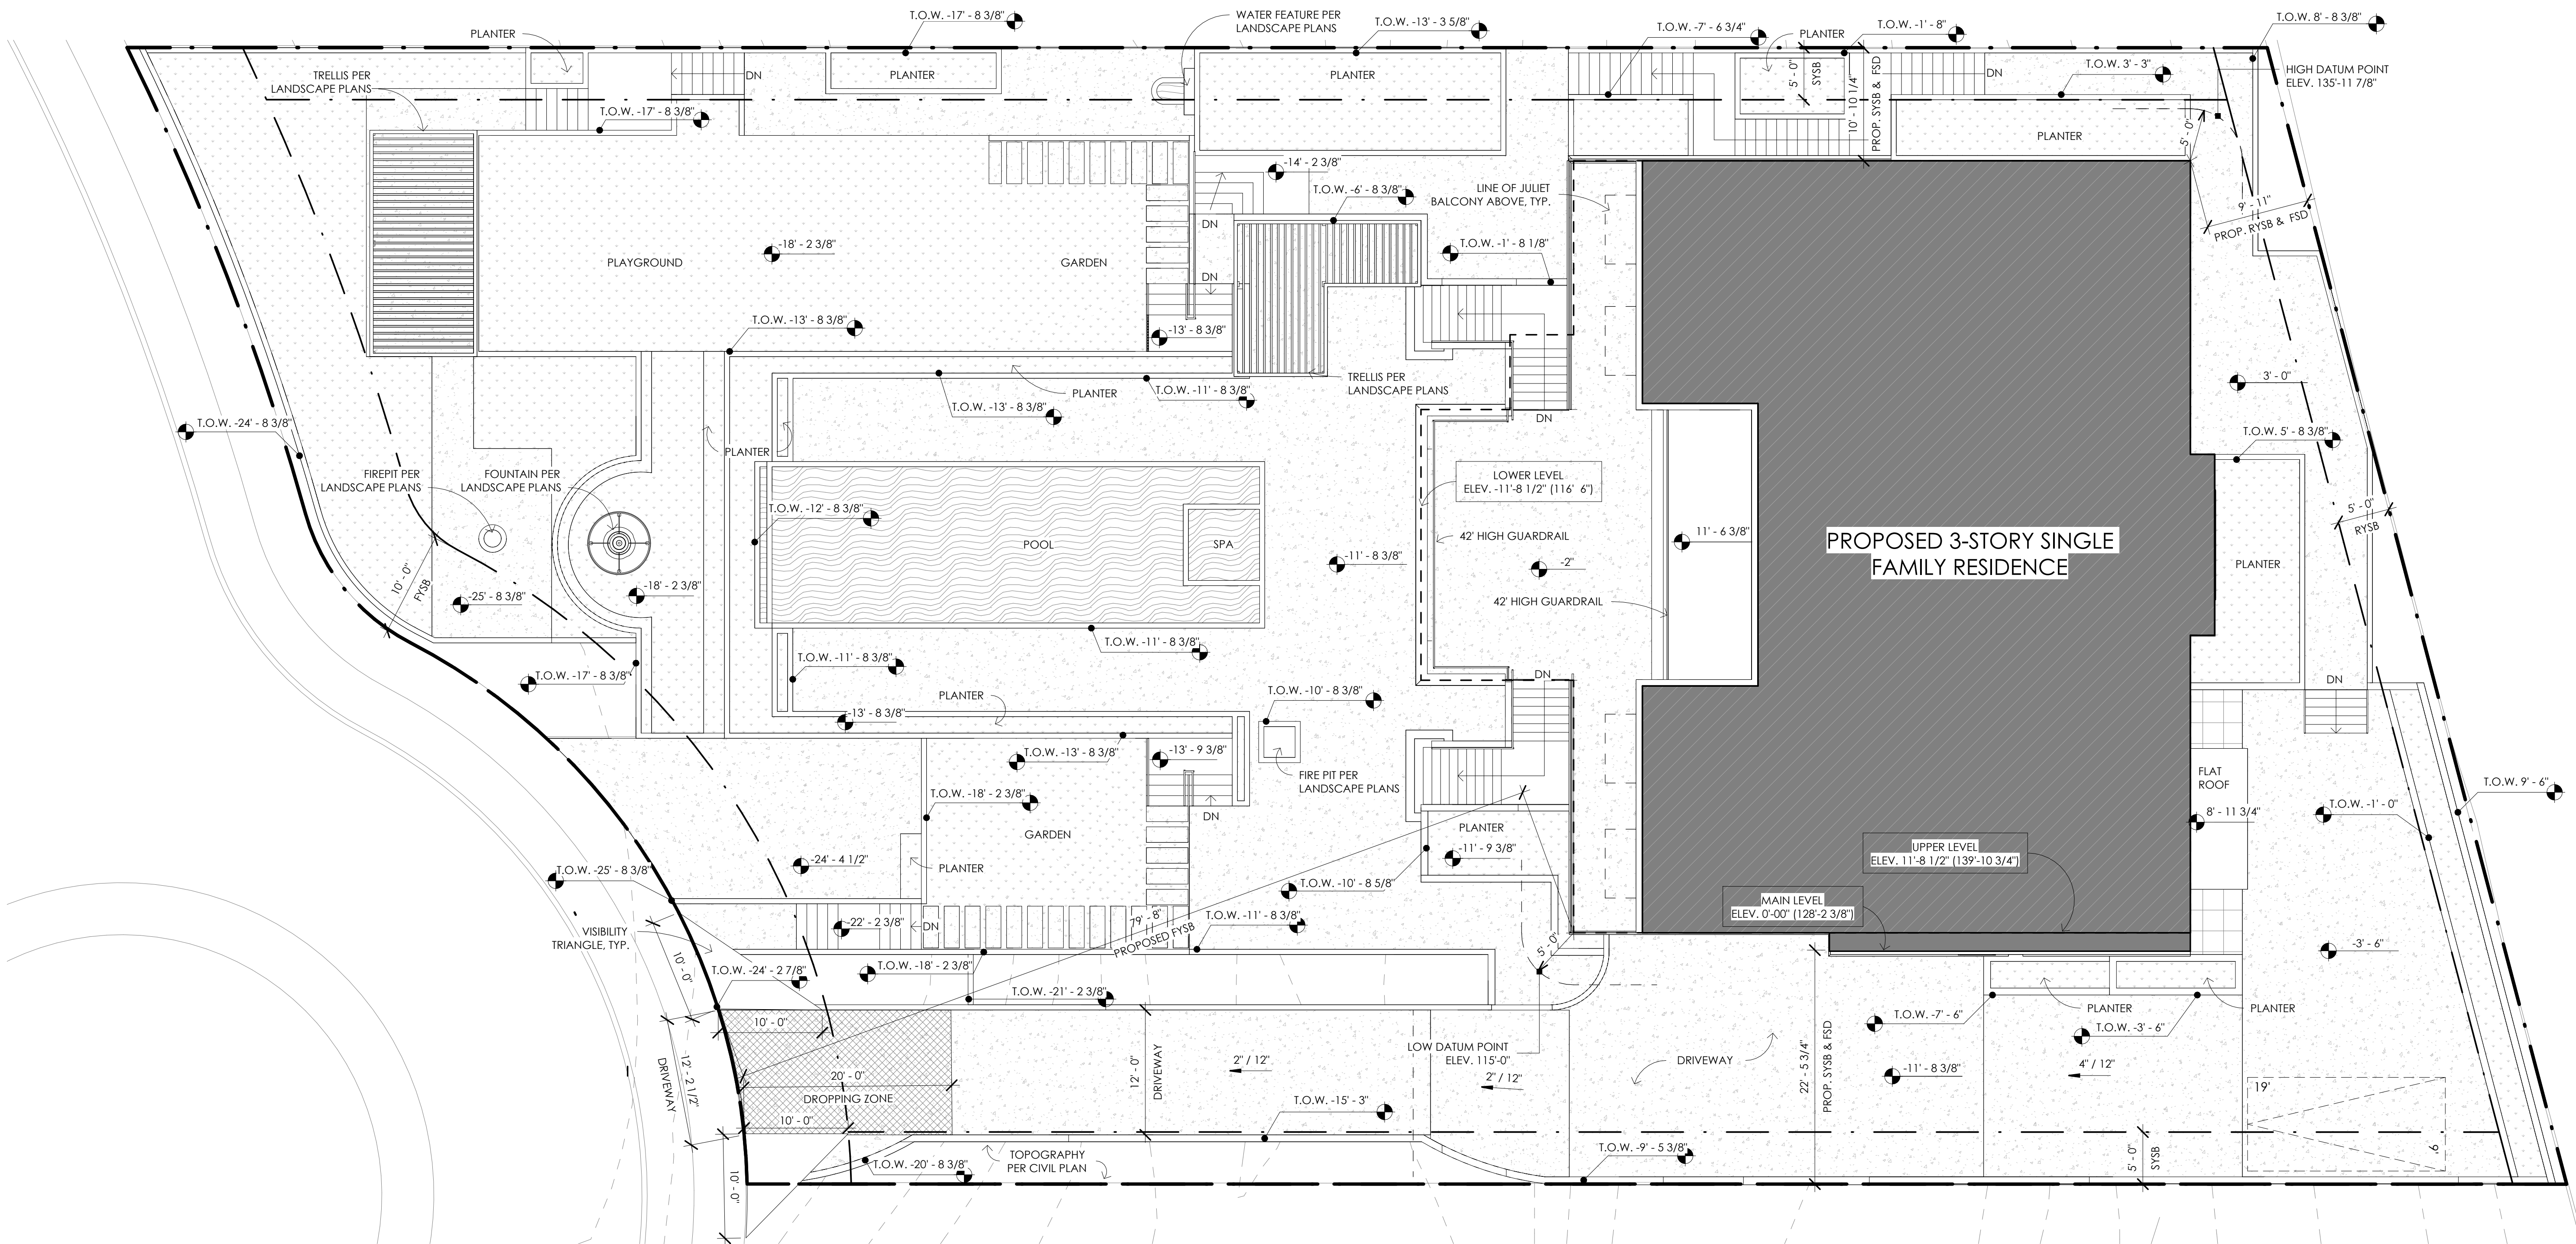 T.O.W. -17' - 8 3/8"
WATER FEATURE PER
LANDSCAPE PLANS
T.O.W. -13' - 3 5/8"
T.O.W. -7' - 6 3/4"
PLANTER
T.O.W. -1' - 8"
T.O.W. 8' - 8 3/8"
PLANTER
TRELLIS PER
LANDSCAPE PLANS
DN
PLANTER
PLANTER
5' - 0"
SYSB
10' - 10 1/4"
PROP. SYSB & FSD
DN
T.O.W. 3' - 3"
HIGH DATUM POINT
ELEV. 135'-11 7/8"
T.O.W. -17' - 8 3/8"
PLANTER
5' - 0"
-14' - 2 3/8"
T.O.W. -6' - 8 3/8"
LINE OF JULIET
BALCONY ABOVE, TYP.
9' - 11"
PROP. RYSB & FSD
DN
-18' - 2 3/8"
PLAYGROUND
GARDEN
T.O.W. -1' - 8 1/8"
DN
T.O.W. -13' - 8 3/8"
-13' - 8 3/8"
PLANTER
T.O.W. -11' - 8 3/8"
TRELLIS PER
LANDSCAPE PLANS
3' - 0"
T.O.W. -13' - 8 3/8"
DN
T.O.W. -24' - 8 3/8"
T.O.W. 5' - 8 3/8"
PLANTER
FIREPIT PER
LANDSCAPE PLANS
FOUNTAIN PER
LANDSCAPE PLANS
LOWER LEVEL
ELEV. -11'-8 1/2" (116' 6")
T.O.W. -12' - 8 3/8"
5' - 0"
RYSB
POOL
SPA
42' HIGH GUARDRAIL
11' - 6 3/8"
PROPOSED 3-STORY SINGLE
FAMILY RESIDENCE
-11' - 8 3/8"
-2"
PLANTER
10' - 0"
FYSB
-25' - 8 3/8"
-18' - 2 3/8"
42' HIGH GUARDRAIL
T.O.W. -11' - 8 3/8"
T.O.W. -11' - 8 3/8"
T.O.W. -17' - 8 3/8"
DN
DN
PLANTER
T.O.W. -10' - 8 3/8"
-13' - 8 3/8"
T.O.W. -13' - 8 3/8"
-13' - 9 3/8"
FIRE PIT PER
LANDSCAPE PLANS
FLAT
ROOF
T.O.W. 9' - 6"
T.O.W. -18' - 2 3/8"
DN
8' - 11 3/4"
T.O.W. -1' - 0"
GARDEN
PLANTER
-11' - 9 3/8"
UPPER LEVEL
ELEV. 11'-8 1/2" (139'-10 3/4")
-24' - 4 1/2"
PLANTER
T.O.W. -25' - 8 3/8"
T.O.W. -10' - 8 5/8"
MAIN LEVEL
ELEV. 0'-00" (128'-2 3/8")
-22' - 2 3/8"
DN
79' - 8"
PROPOSED FYSB
T.O.W. -11' - 8 3/8"
VISIBILITY
TRIANGLE, TYP.
5' - 0"
-3' - 6"
10' - 0"
T.O.W. -24' - 2 7/8"
T.O.W. -18' - 2 3/8"
T.O.W. -21' - 2 3/8"
PLANTER
PLANTER
10' - 0"
T.O.W. -7' - 6"
T.O.W. -3' - 6"
12' - 2 1/2"
DRIVEWAY
12' - 0"
DRIVEWAY
2" / 12"
LOW DATUM POINT
ELEV. 115'-0"
2" / 12"
DRIVEWAY
22' - 5 3/4"
PROP. SYSB & FSD
-11' - 8 3/8"
4" / 12"
20' - 0"
DROPPING ZONE
19'
T.O.W. -15' - 3"
10' - 0"
9'
T.O.W. -9' - 5 3/8"
TOPOGRAPHY
PER CIVIL PLAN
T.O.W. -20' - 8 3/8"
5' - 0"
SYSB
10' - 0"